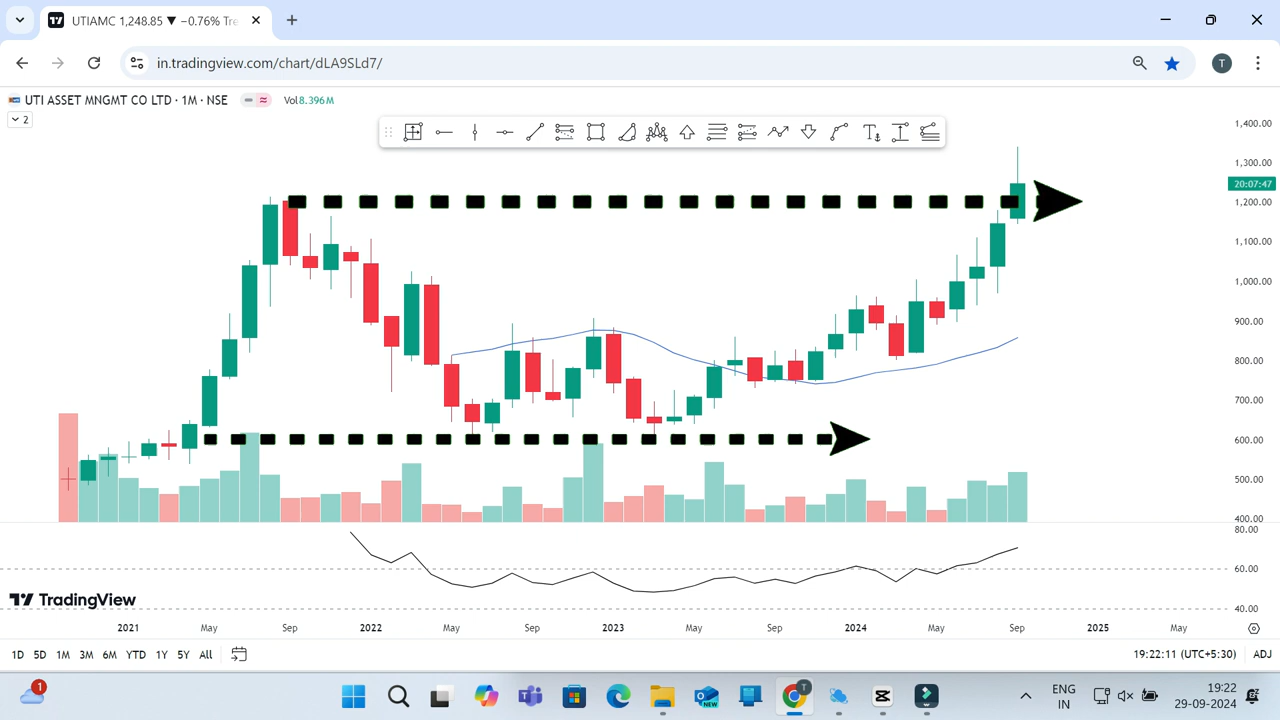 UTIAMC 1,248.85 ▼ −0.76% Tre
in.tradingview.com/chart/dLA9SLd7/
T
UTI ASSET MNGMT CO LTD · 1M · NSE
Vol8.396M
2
1,400.00
1,300.00
20:07:47
1,200.00
1,100.00
1,000.00
900.00
800.00
700.00
600.00
500.00
400.00
80.00
60.00
40.00
TradingView
2021 May Sep 2022 May Sep 2023 May Sep 2024 May Sep 2025 May
1D 5D 1M 3M 6M YTD 1Y 5Y All
19:22:11 (UTC+5:30) ADJ
1
T
NEW
ENG
IN
19:22
29-09-2024